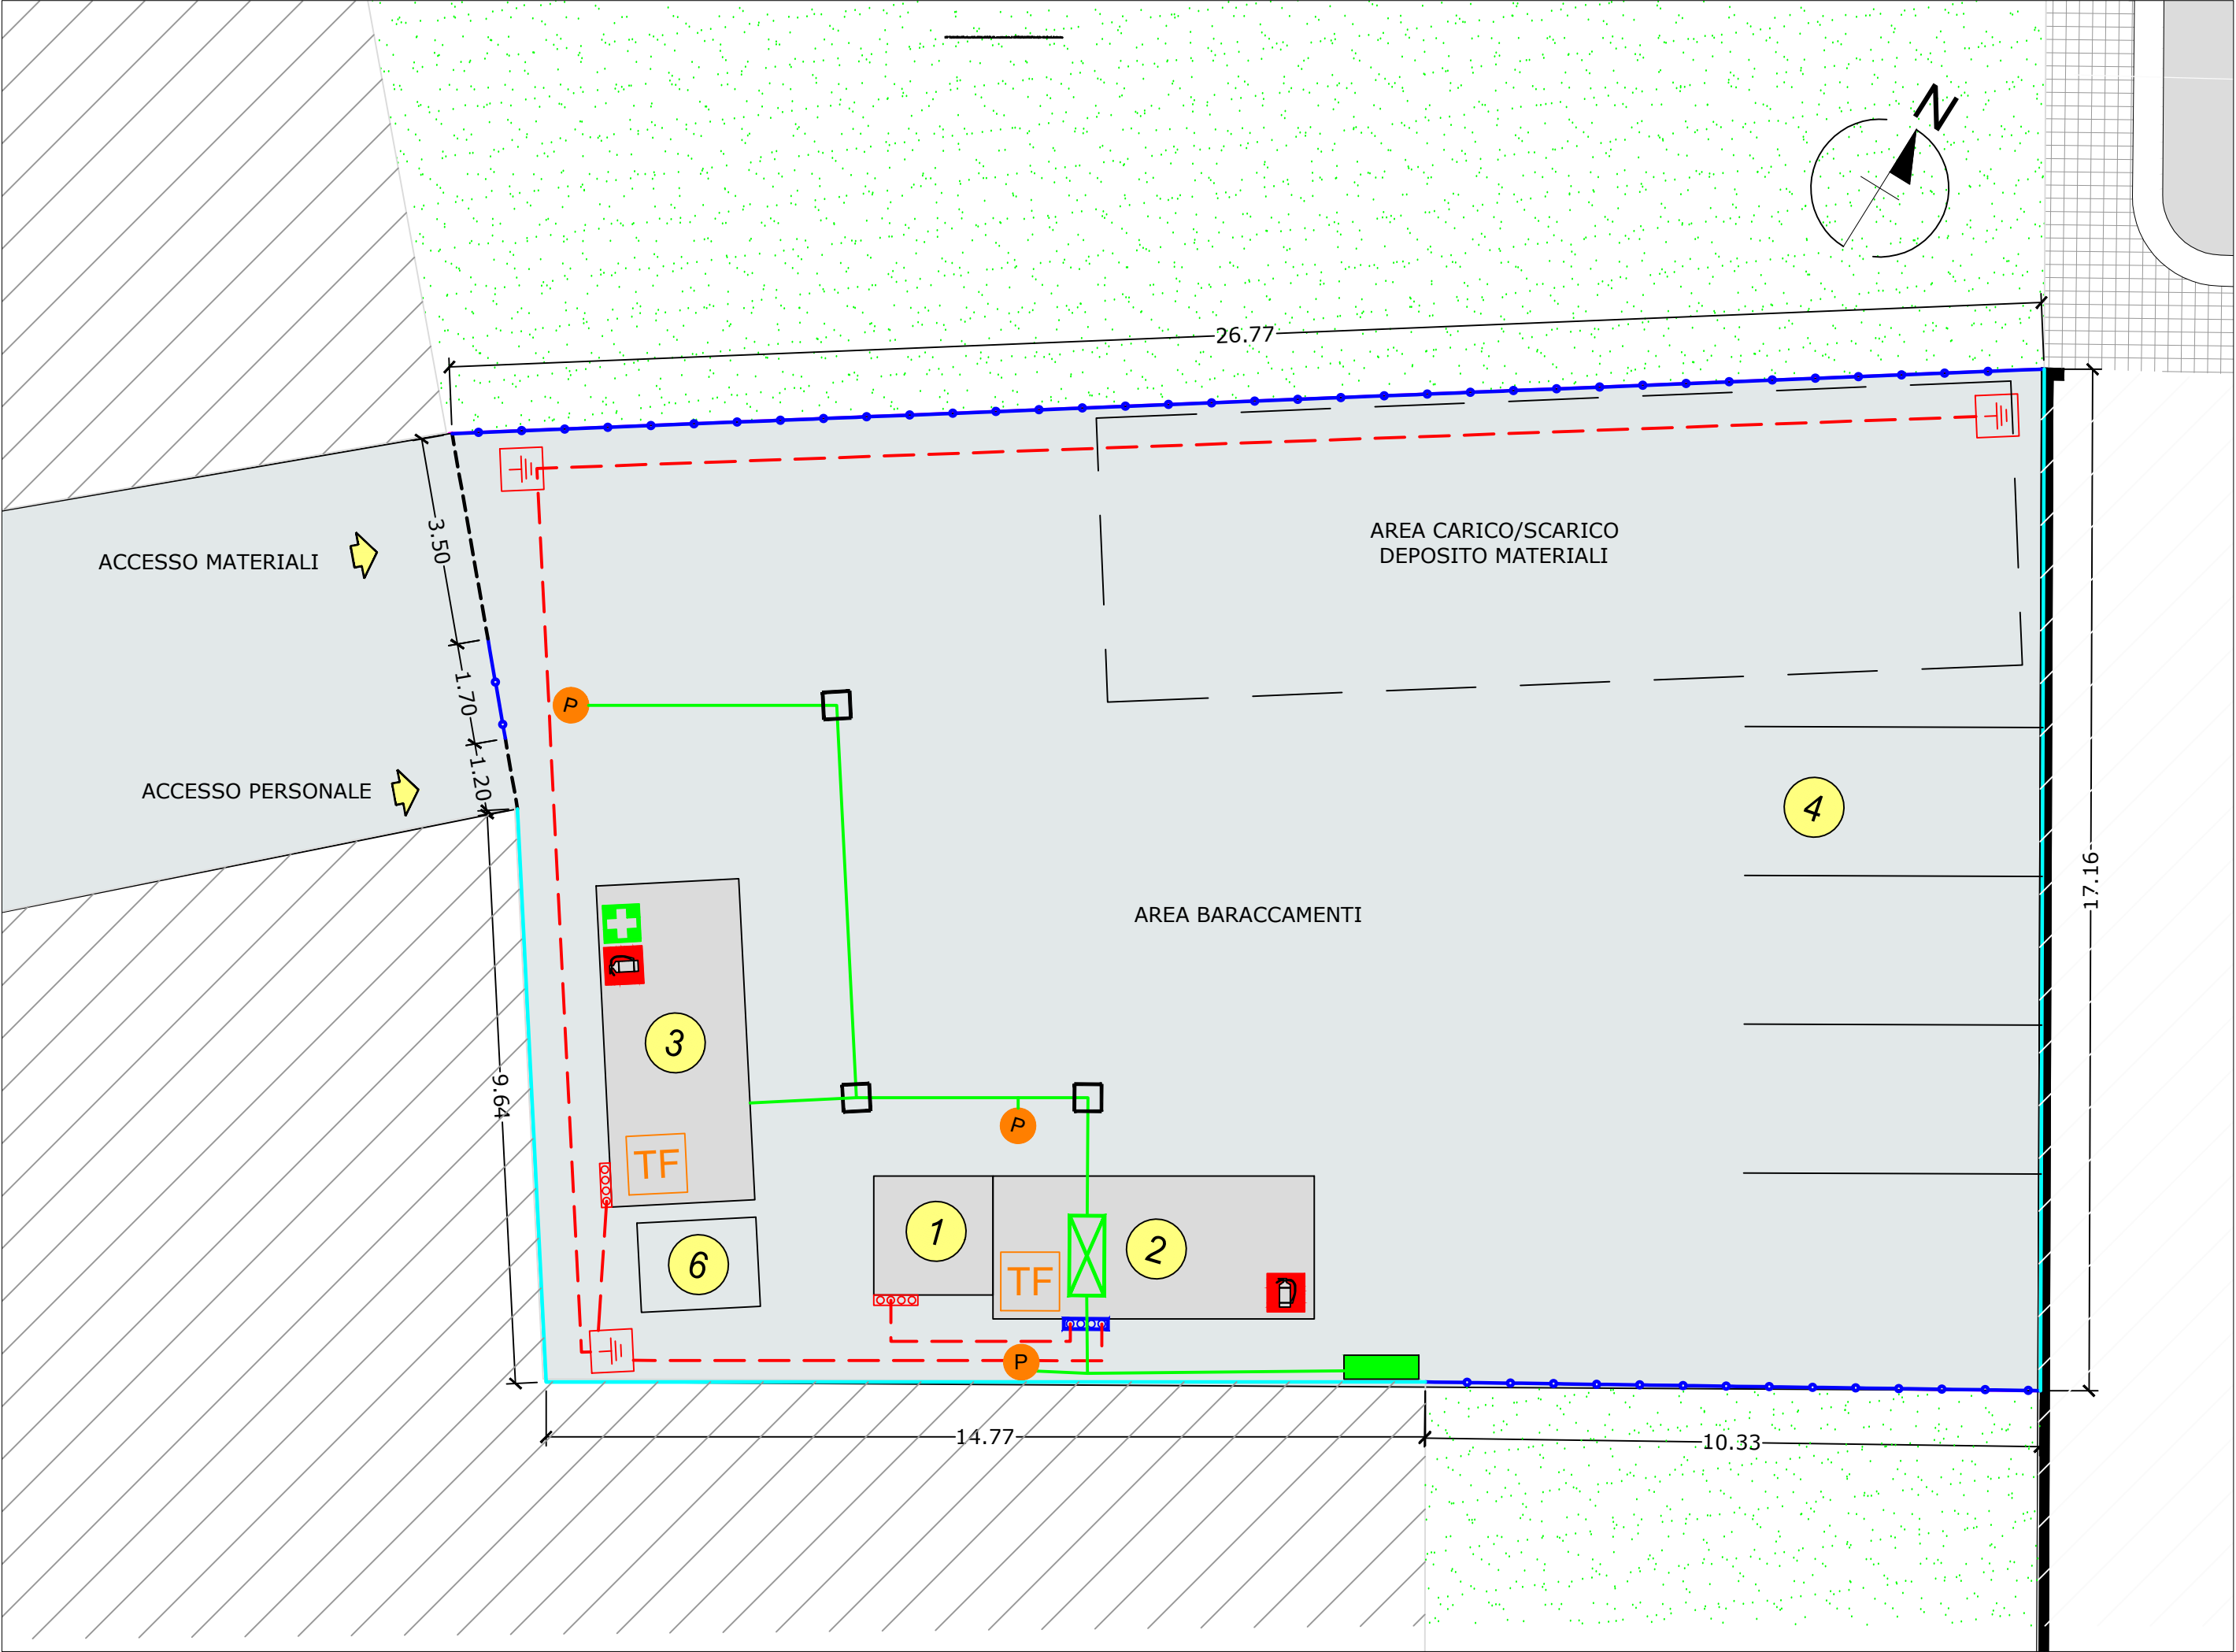 N
26.77
AREA CARICO/SCARICO
DEPOSITO MATERIALI
3.50
ACCESSO MATERIALI
1.70
P
1.20
ACCESSO PERSONALE
4
17.16
AREA BARACCAMENTI
3
9.64
P
TF
1
2
6
TF
P
14.77
10.33